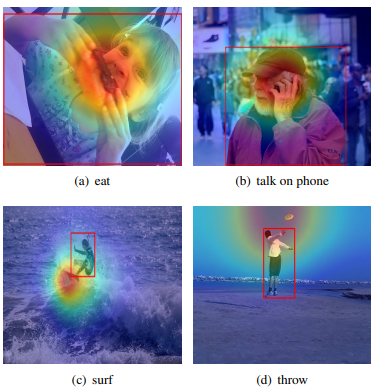 (a) eat
(b) talk on phone
(c) surf
(d) throw